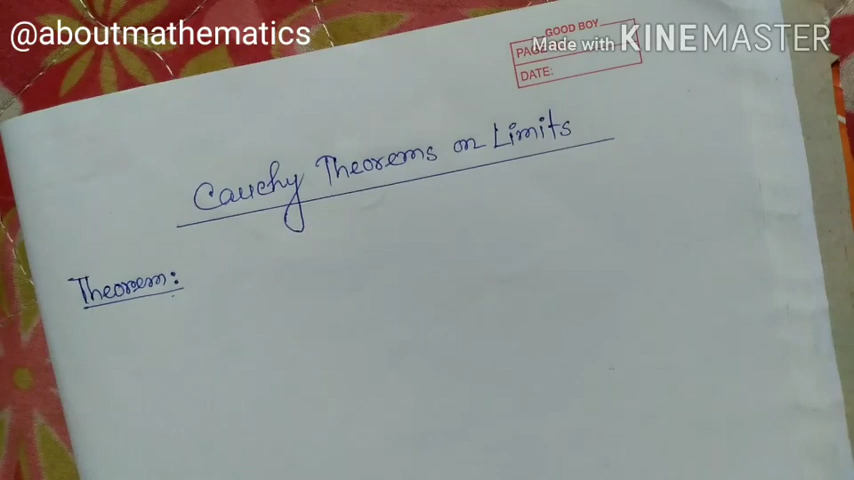 @aboutmathematics
GOOD BOY
Made with KINEMASTER
DATE:
Cauchy Theorems on Limits
Theorem: